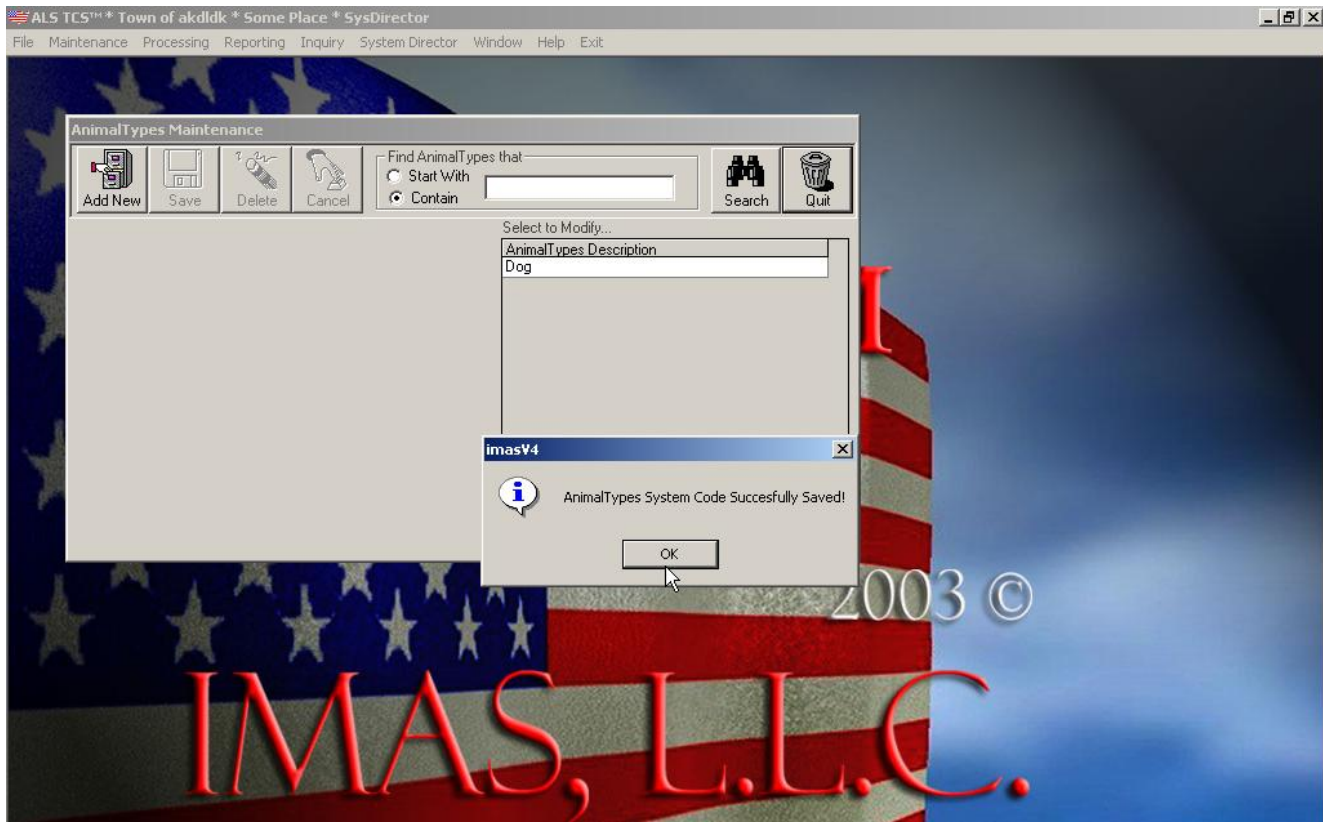 ALS TCS™* Town of akdldk * Some Place * SysDirector
File Maintenance Processing Reporting Inquiry System Director Window Help Exit
AnimalTypes Maintenance
Add New Save Delete Cancel
Find AnimalTypes that
Start With
Contain
Search Quit
Select to Modify...
AnimalTypes Description
Dog
imasV4
AnimalTypes System Code Succesfully Saved!
OK
2003 ©
IMAS, L.L.C.